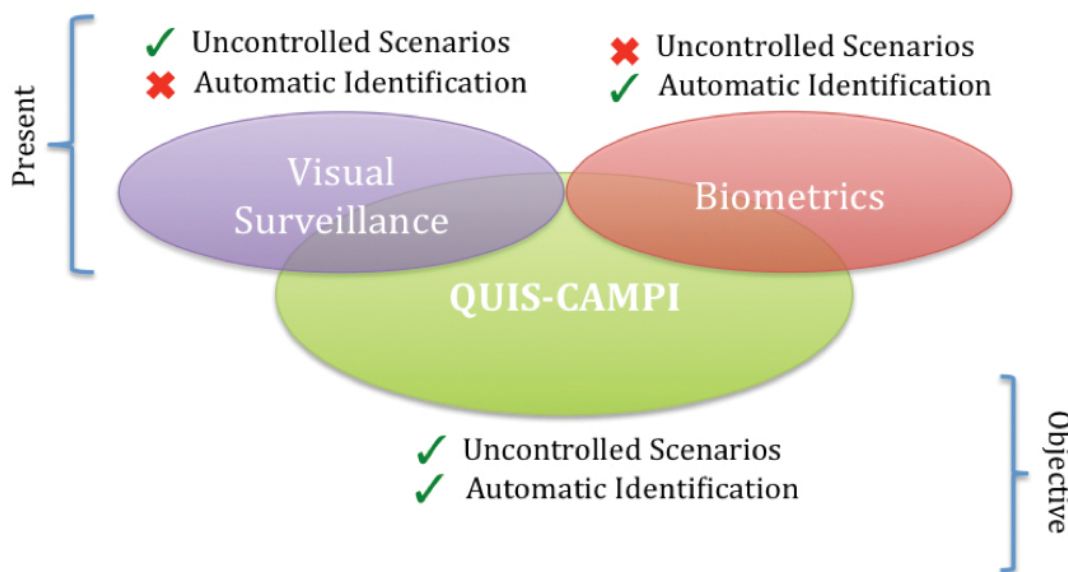 Present
✓ Uncontrolled Scenarios
✖ Automatic Identification
✖ Uncontrolled Scenarios
✓ Automatic Identification
Visual
Surveillance
Biometrics
QUIS-CAMPI
✓ Uncontrolled Scenarios
✓ Automatic Identification
Objective